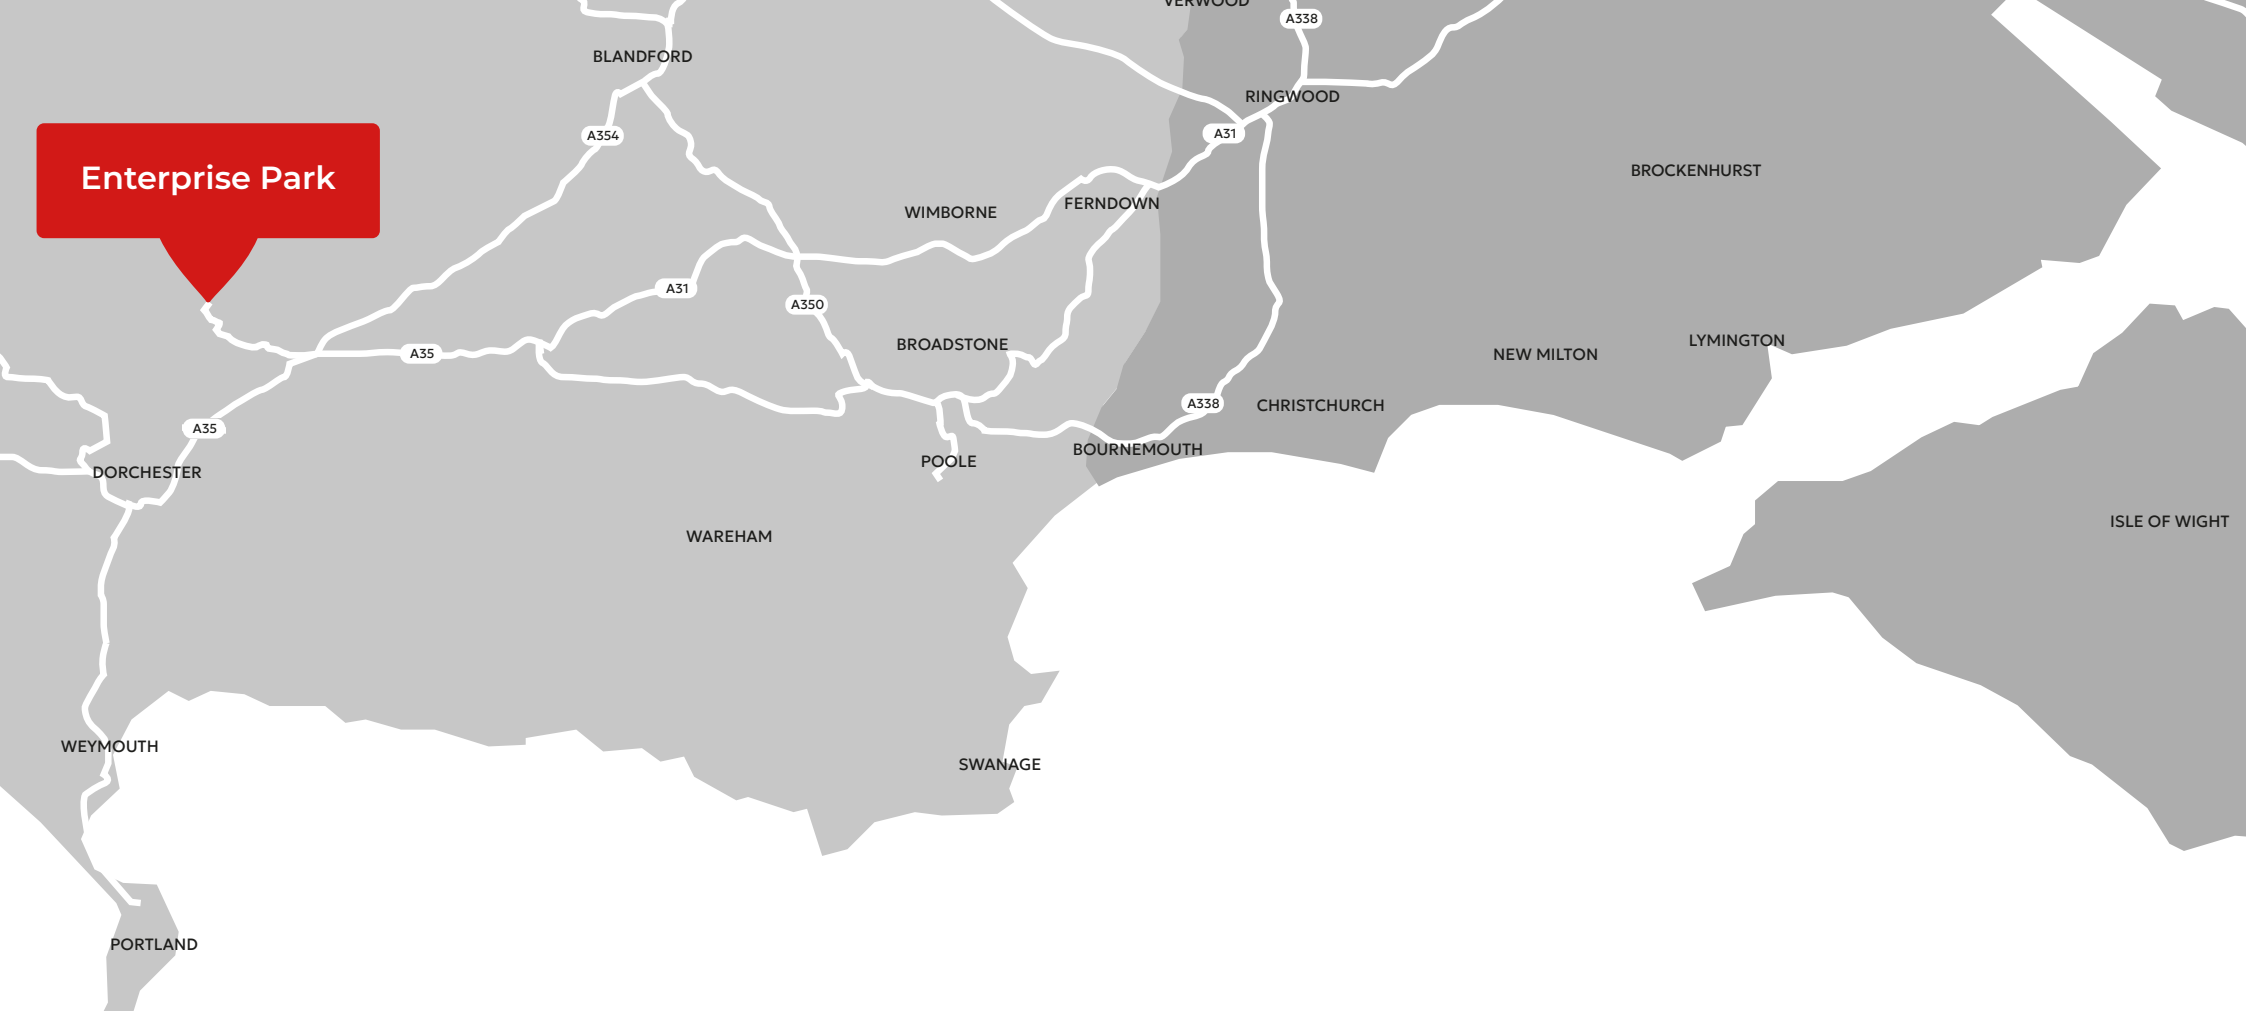 VERWOOD
A338
BLANDFORD
RINGWOOD
A31
A354
Enterprise Park
BROCKENHURST
FERNDOWN
WIMBORNE
A31
A350
BROADSTONE
LYMINGTON
A35
NEW MILTON
A338
CHRISTCHURCH
A35
BOURNEMOUTH
POOLE
DORCHESTER
ISLE OF WIGHT
WAREHAM
WEYMOUTH
SWANAGE
PORTLAND